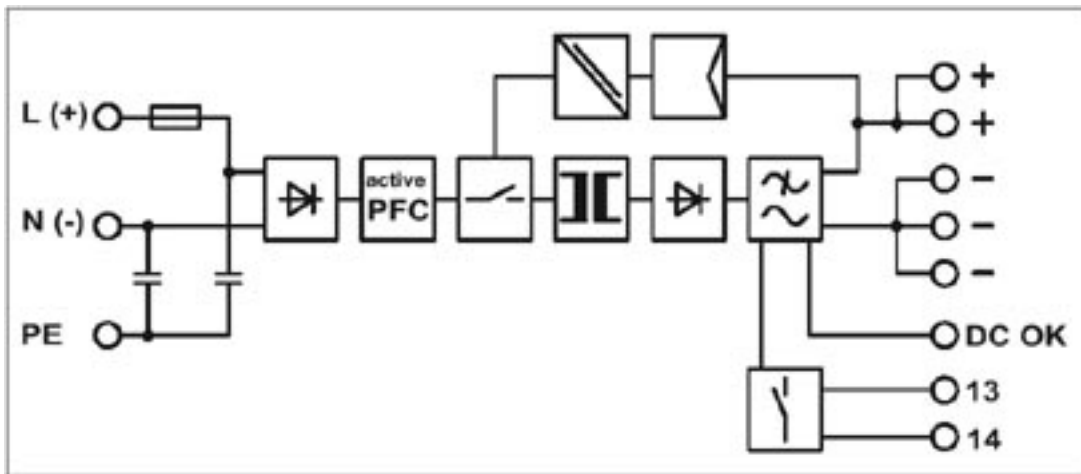 L (+)
N (-)
PE
active
PFC
+
+
-
-
-
DC OK
13
14